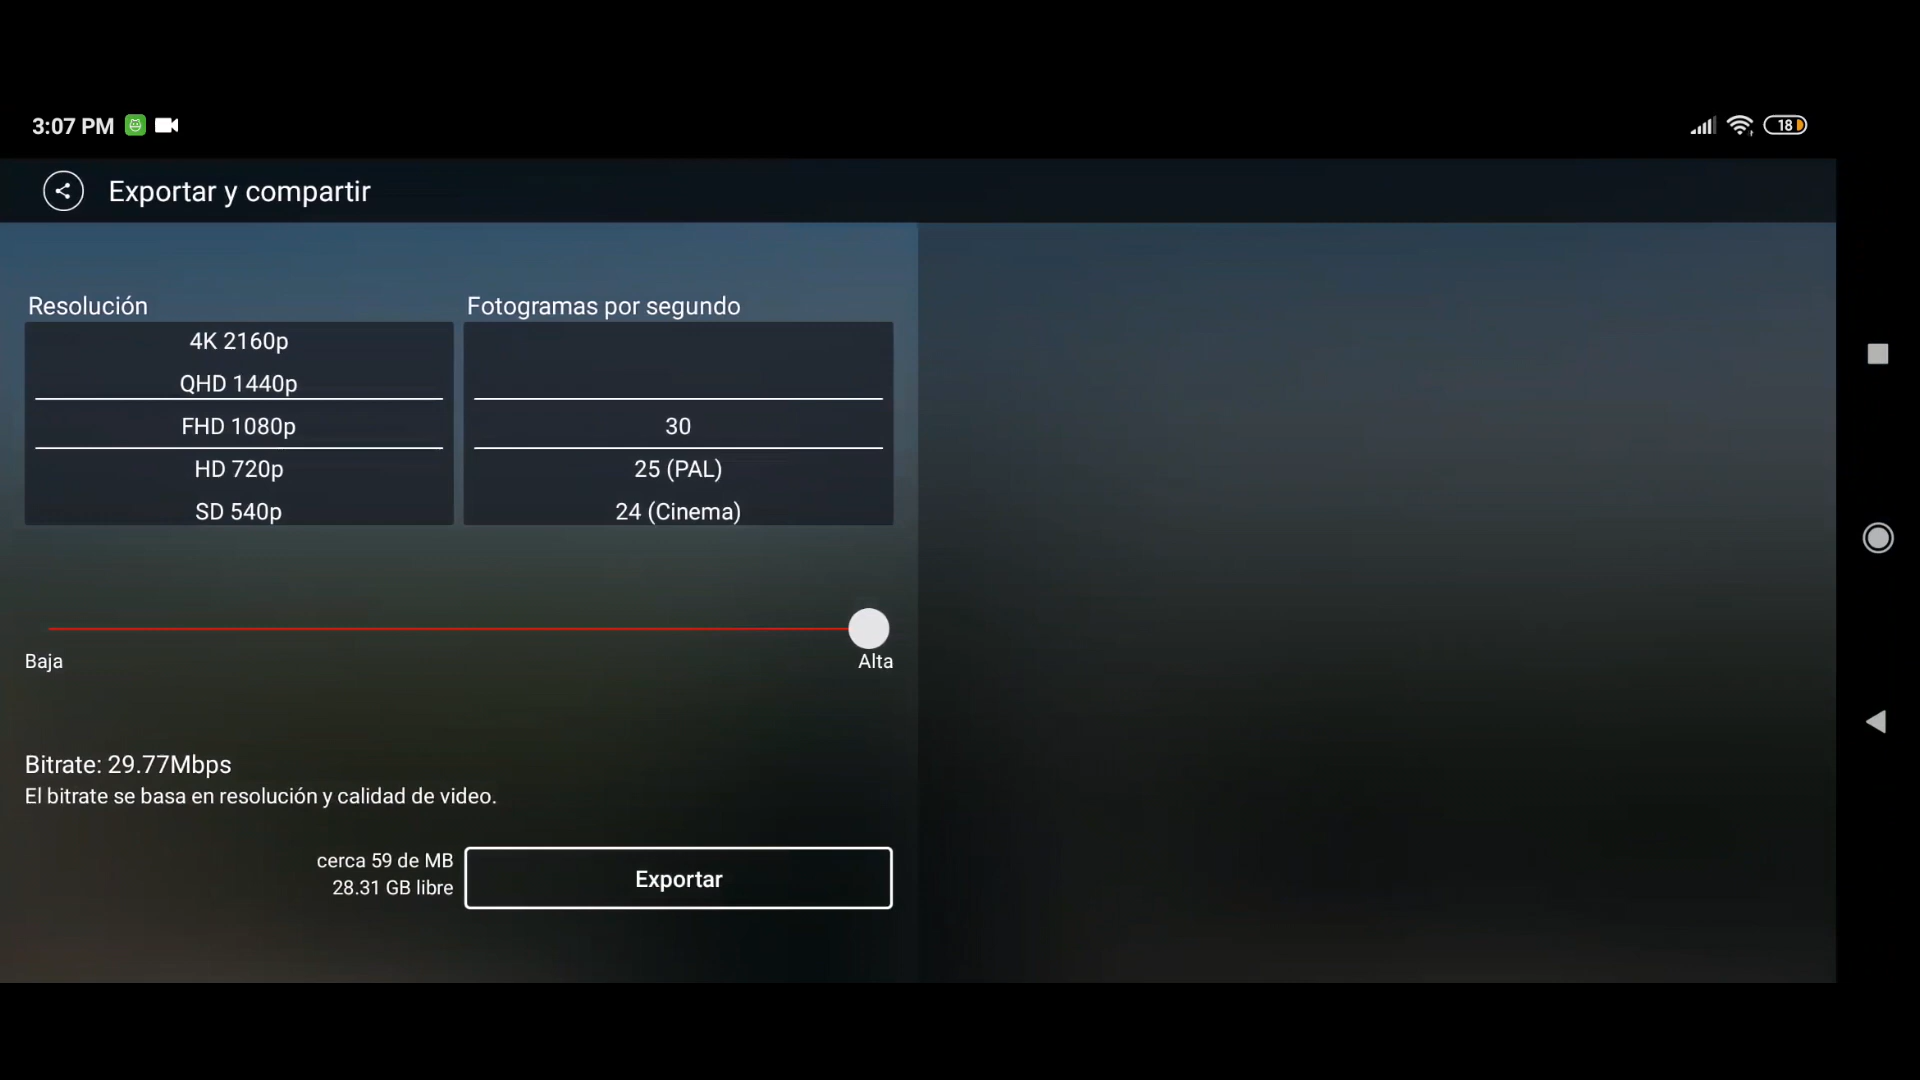 3:07 PM
18
Exportar y compartir
Resolución
4K 2160p
QHD 1440p
FHD 1080p
HD 720p
SD 540p
Fotogramas por segundo
30
25 (PAL)
24 (Cinema)
Baja
Alta
Bitrate: 29.77Mbps
El bitrate se basa en resolución y calidad de video.
cerca 59 de MB
28.31 GB libre
Exportar